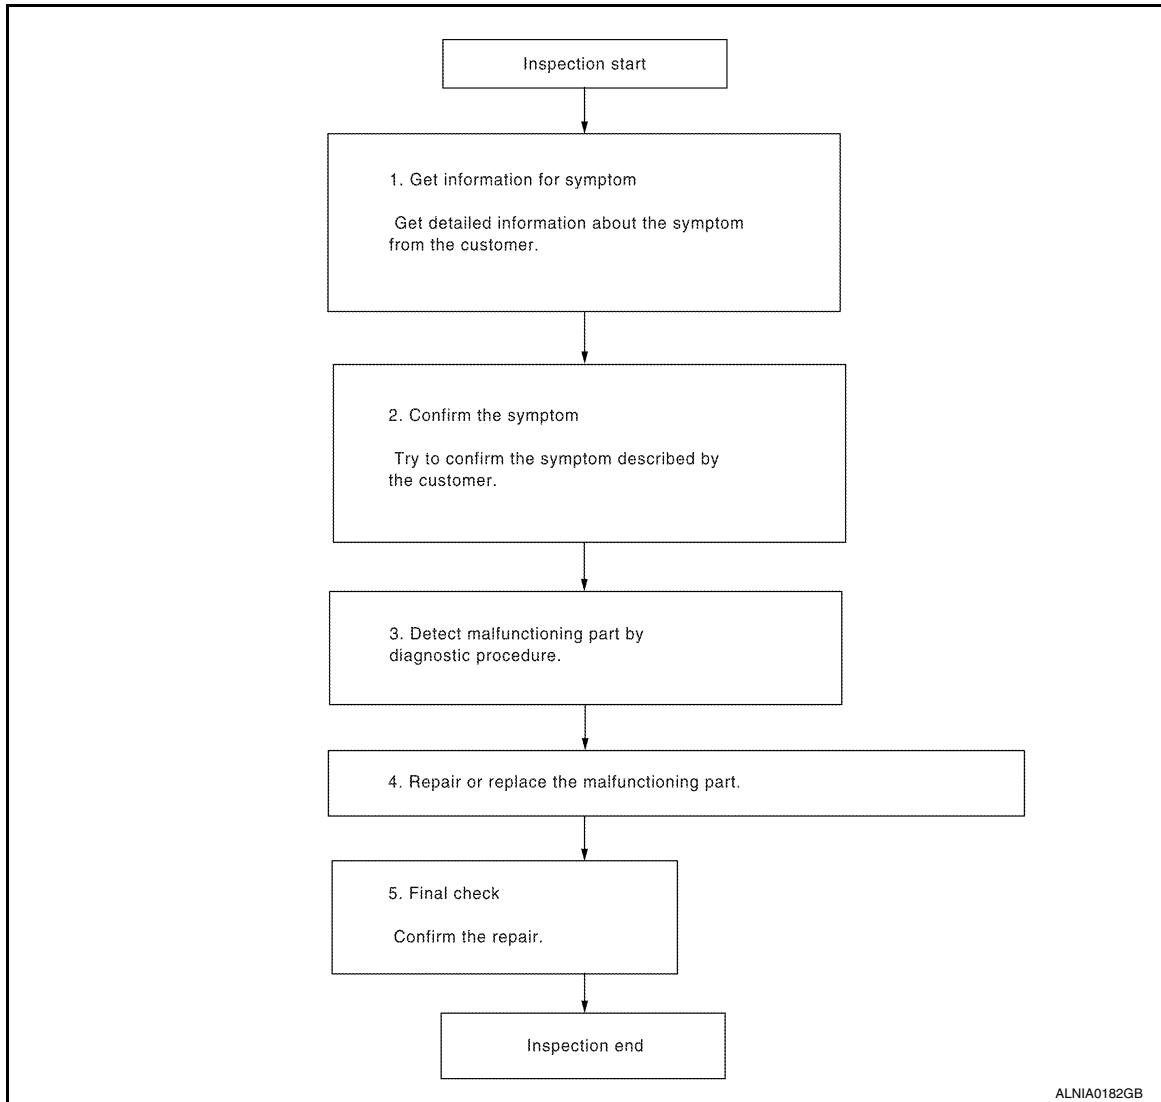 Inspection start
1. Get information for symptom
Get detailed information about the symptom
from the customer.
2. Confirm the symptom
Try to confirm the symptom described by
the customer.
3. Detect malfunctioning part by
diagnostic procedure.
4. Repair or replace the malfunctioning part.
5. Final check
Confirm the repair.
Inspection end
ALNIA0182GB